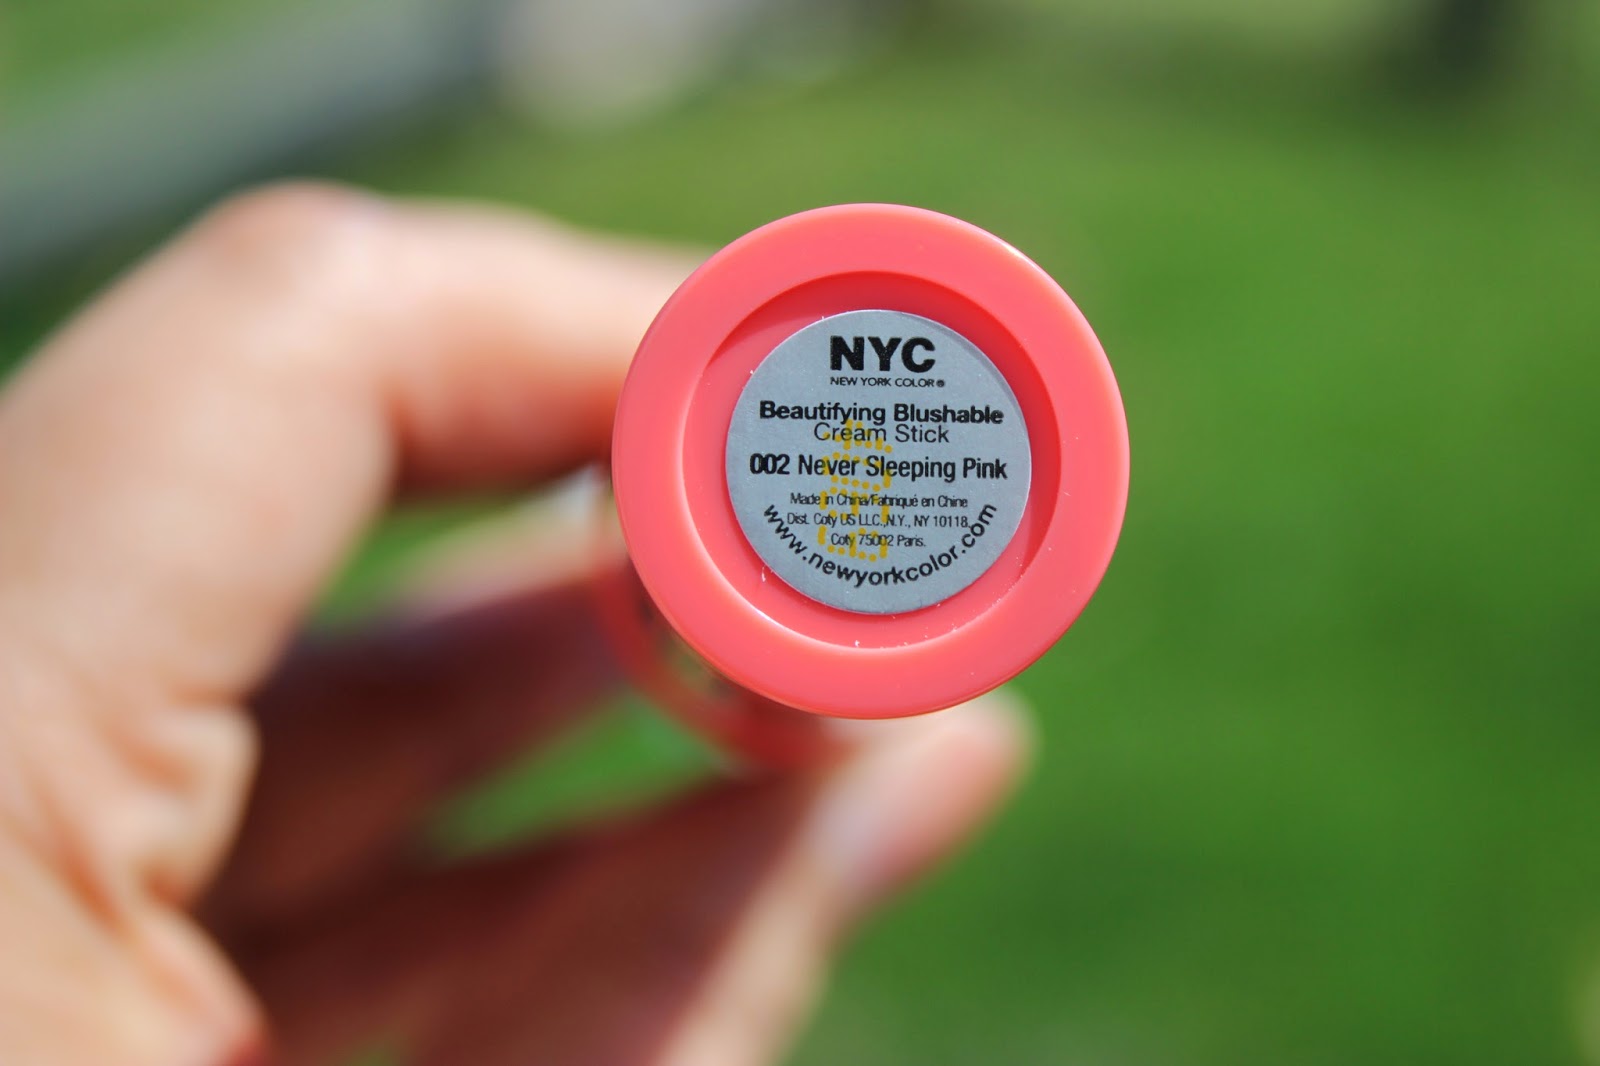 NYC
NEW YORK COLOR®
Beautifying Blushable
Cream Stick
002 Never Sleeping Pink
Made in China/Fabriqué en Chine
Dist. Coty US LLC.,N.Y., NY 10118.
Coty 75002 Paris.
www.newyorkcolor.com